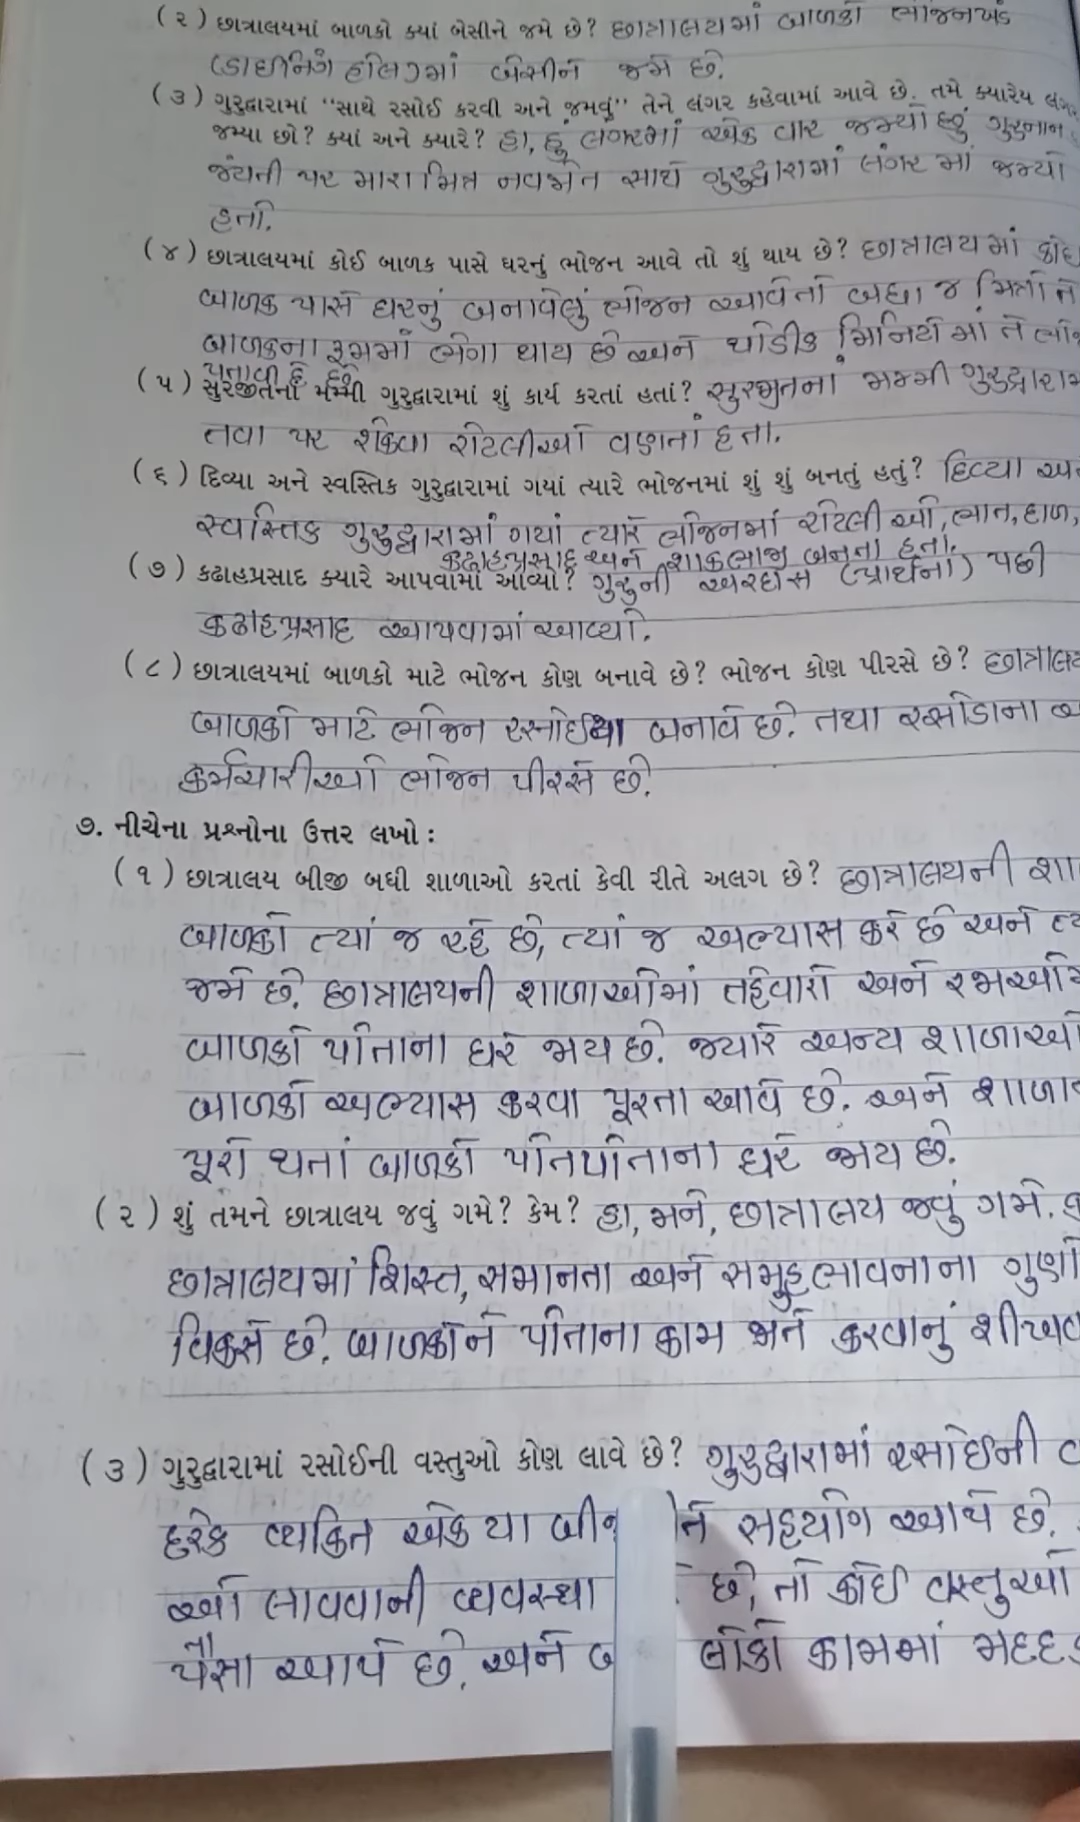 (૨) છાત્રાલયમાં બાળકો ક્યાં બેસીને જમે છે? છાત્રાલયમાં બાળકો ભોજનખંડ
(ડાઈનિંગ હૉલ)માં બેસીને જમે છે.
(૩) ગુરુદ્વારામાં "સાથે રસોઈ કરવી અને જમવું" તેને લંગર કહેવામાં આવે છે. તમે ક્યારેય
જમ્યા છો? ક્યાં અને ક્યારે? હા, હું લંગરમાં એક વાર જમ્યો છું ગુરુનાન
જયંતી પર મારા મિત્ર નવજોત સાથે ગુરુદ્વારામાં લંગર માં જમ્યો
હતો.
(૪) છાત્રાલયમાં કોઈ બાળક પાસે ઘરનું ભોજન આવે તો શું થાય છે? છાત્રાલયમાં કોઇ
બાળક પાસે ઘરનું બનાવેલું ભોજન આવેતો બધા જ મિત્રો તે
બાળકના રૂમમાં ભેગા થાય છે અને થોડીક મિનિટોમાં તે
પતાવી દે છે.
(૫) સુરજીતનાં મમ્મી ગુરુદ્વારામાં શું કાર્ય કરતાં હતાં? સુરજીતનાં મમ્મી ગુરુદ્વારામ
તવા પર શેકવા રોટલીઓ વણતાં હતા.
(૬) દિવ્યા અને સ્વસ્તિક ગુરુદ્વારામાં ગયાં ત્યારે ભોજનમાં શું શું બનતું હતું? દિવ્યા અ
સ્વસ્તિક ગુરુદ્વારામાં ગયાં ત્યારે ભોજનમાં રોટલીઓ, ભાત, દાળ,
કઢાહપ્રસાદ અને શાકભાજી બનતા હતા.
(૭) કઢાહપ્રસાદ ક્યારે આપવામાં આવ્યો? ગુરુની અરદાસ (પ્રાર્થના) પછી
કઢાહપ્રસાદ આપવામાં આવ્યો.
(૮) છાત્રાલયમાં બાળકો માટે ભોજન કોણ બનાવે છે? ભોજન કોણ પીરસે છે? છાત્રાલય
બાળકો માટે ભોજન રસોઈયા બનાવે છે. તથા રસોડાના
કર્મચારીઓ ભોજન પીરસે છે.
૭. નીચેના પ્રશ્નોના ઉત્તર લખો :
(૧) છાત્રાલય બીજી બધી શાળાઓ કરતાં કેવી રીતે અલગ છે? છાત્રાલયની શા
બાળકો ત્યાં જ રહે છે, ત્યાં જ અભ્યાસ કરે છે અને ત્ય
જમે છે. છાત્રાલયની શાળાઓમાં તહેવારો અને રજાઓમ
બાળકો પોતાના ઘરે જાય છે. જ્યારે અન્ય શાળાઓ
બાળકો અભ્યાસ કરવા પૂરતા આવે છે. અને શાળા
પૂરો થતાં બાળકો પોતપોતાના ઘરે જાય છે.
(૨) શું તમને છાત્રાલય જવું ગમે? કેમ? હા, મને, છાત્રાલય જવું ગમે.
છાત્રાલયમાં શિસ્ત, સમાનતા અને સમુહભાવનાના ગુણો
વિકસે છે. બાળકોને પોતાના કામ જાતે કરવાનું શીખવ
(૩) ગુરુદ્વારામાં રસોઈની વસ્તુઓ કોણ લાવે છે? ગુરુદ્વારામાં રસોઈની
દરેક વ્યક્તિ એક યા બીજ ને સહયોગ આપે છે.
ઓ લાવવાની વ્યવસ્થા છે, તો કોઈ વસ્તુઓ
તો પૈસા આપે છે. અને લોકો કામમાં મદદ